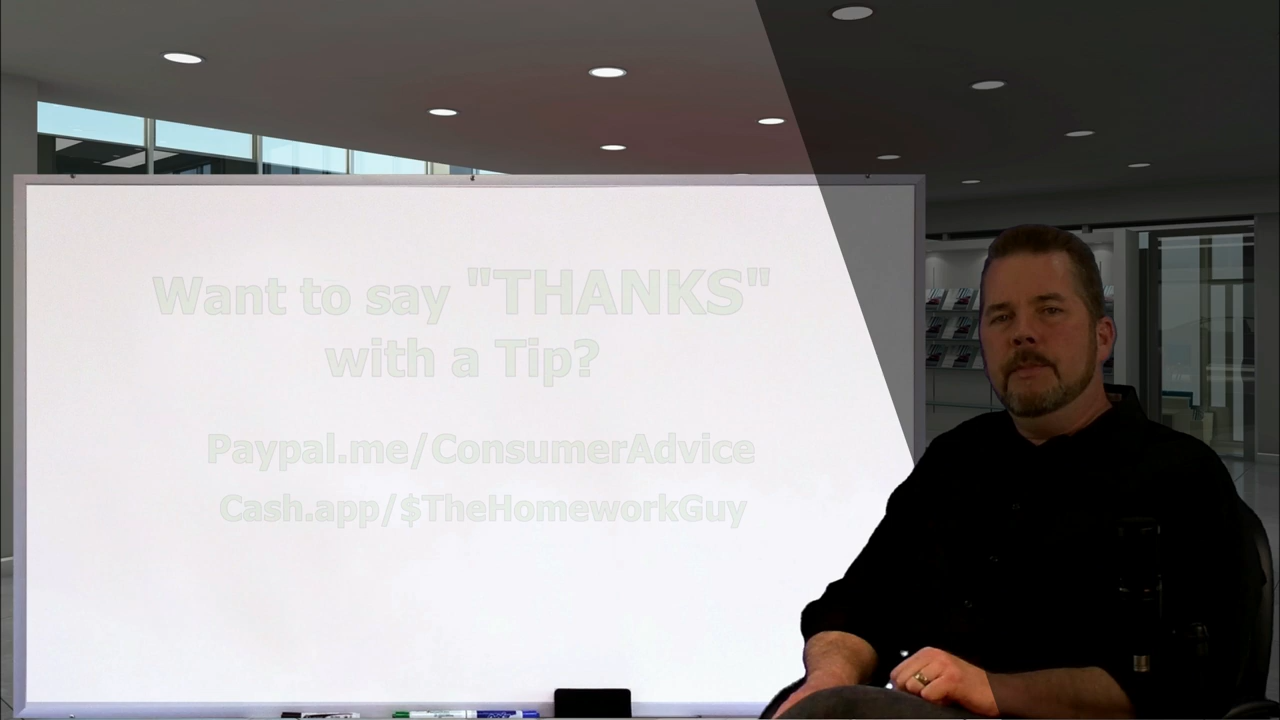 Want to say "THANKS"
with a Tip?
Paypal.me/ConsumerAdvice
Cash.app/$TheHomeworkGuy